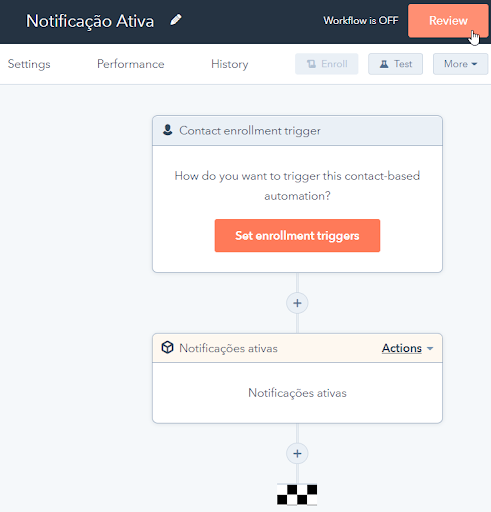 Notificação Ativa
Workflow is OFF
Review
Settings
Performance
History
Enroll
Test
More
Contact enrollment trigger
How do you want to trigger this contact-based
automation?
Set enrollment triggers
+
Notificações ativas
Actions
Notificações ativas
+